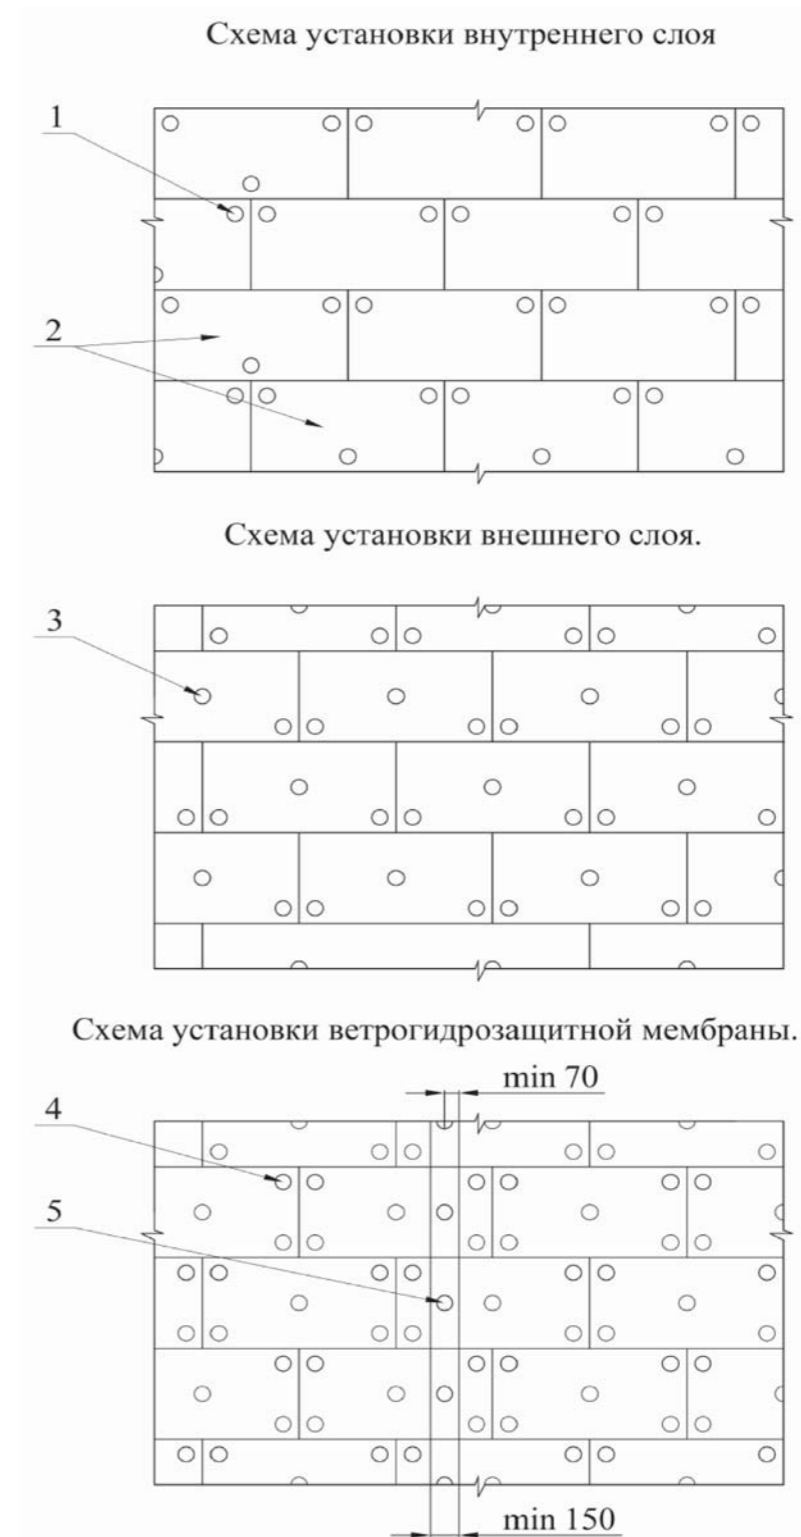 Схема установки внутреннего слоя
1
2
Схема установки внешнего слоя.
3
Схема установки ветрогидрозащитной мембраны.
min 70
4
5
min 150